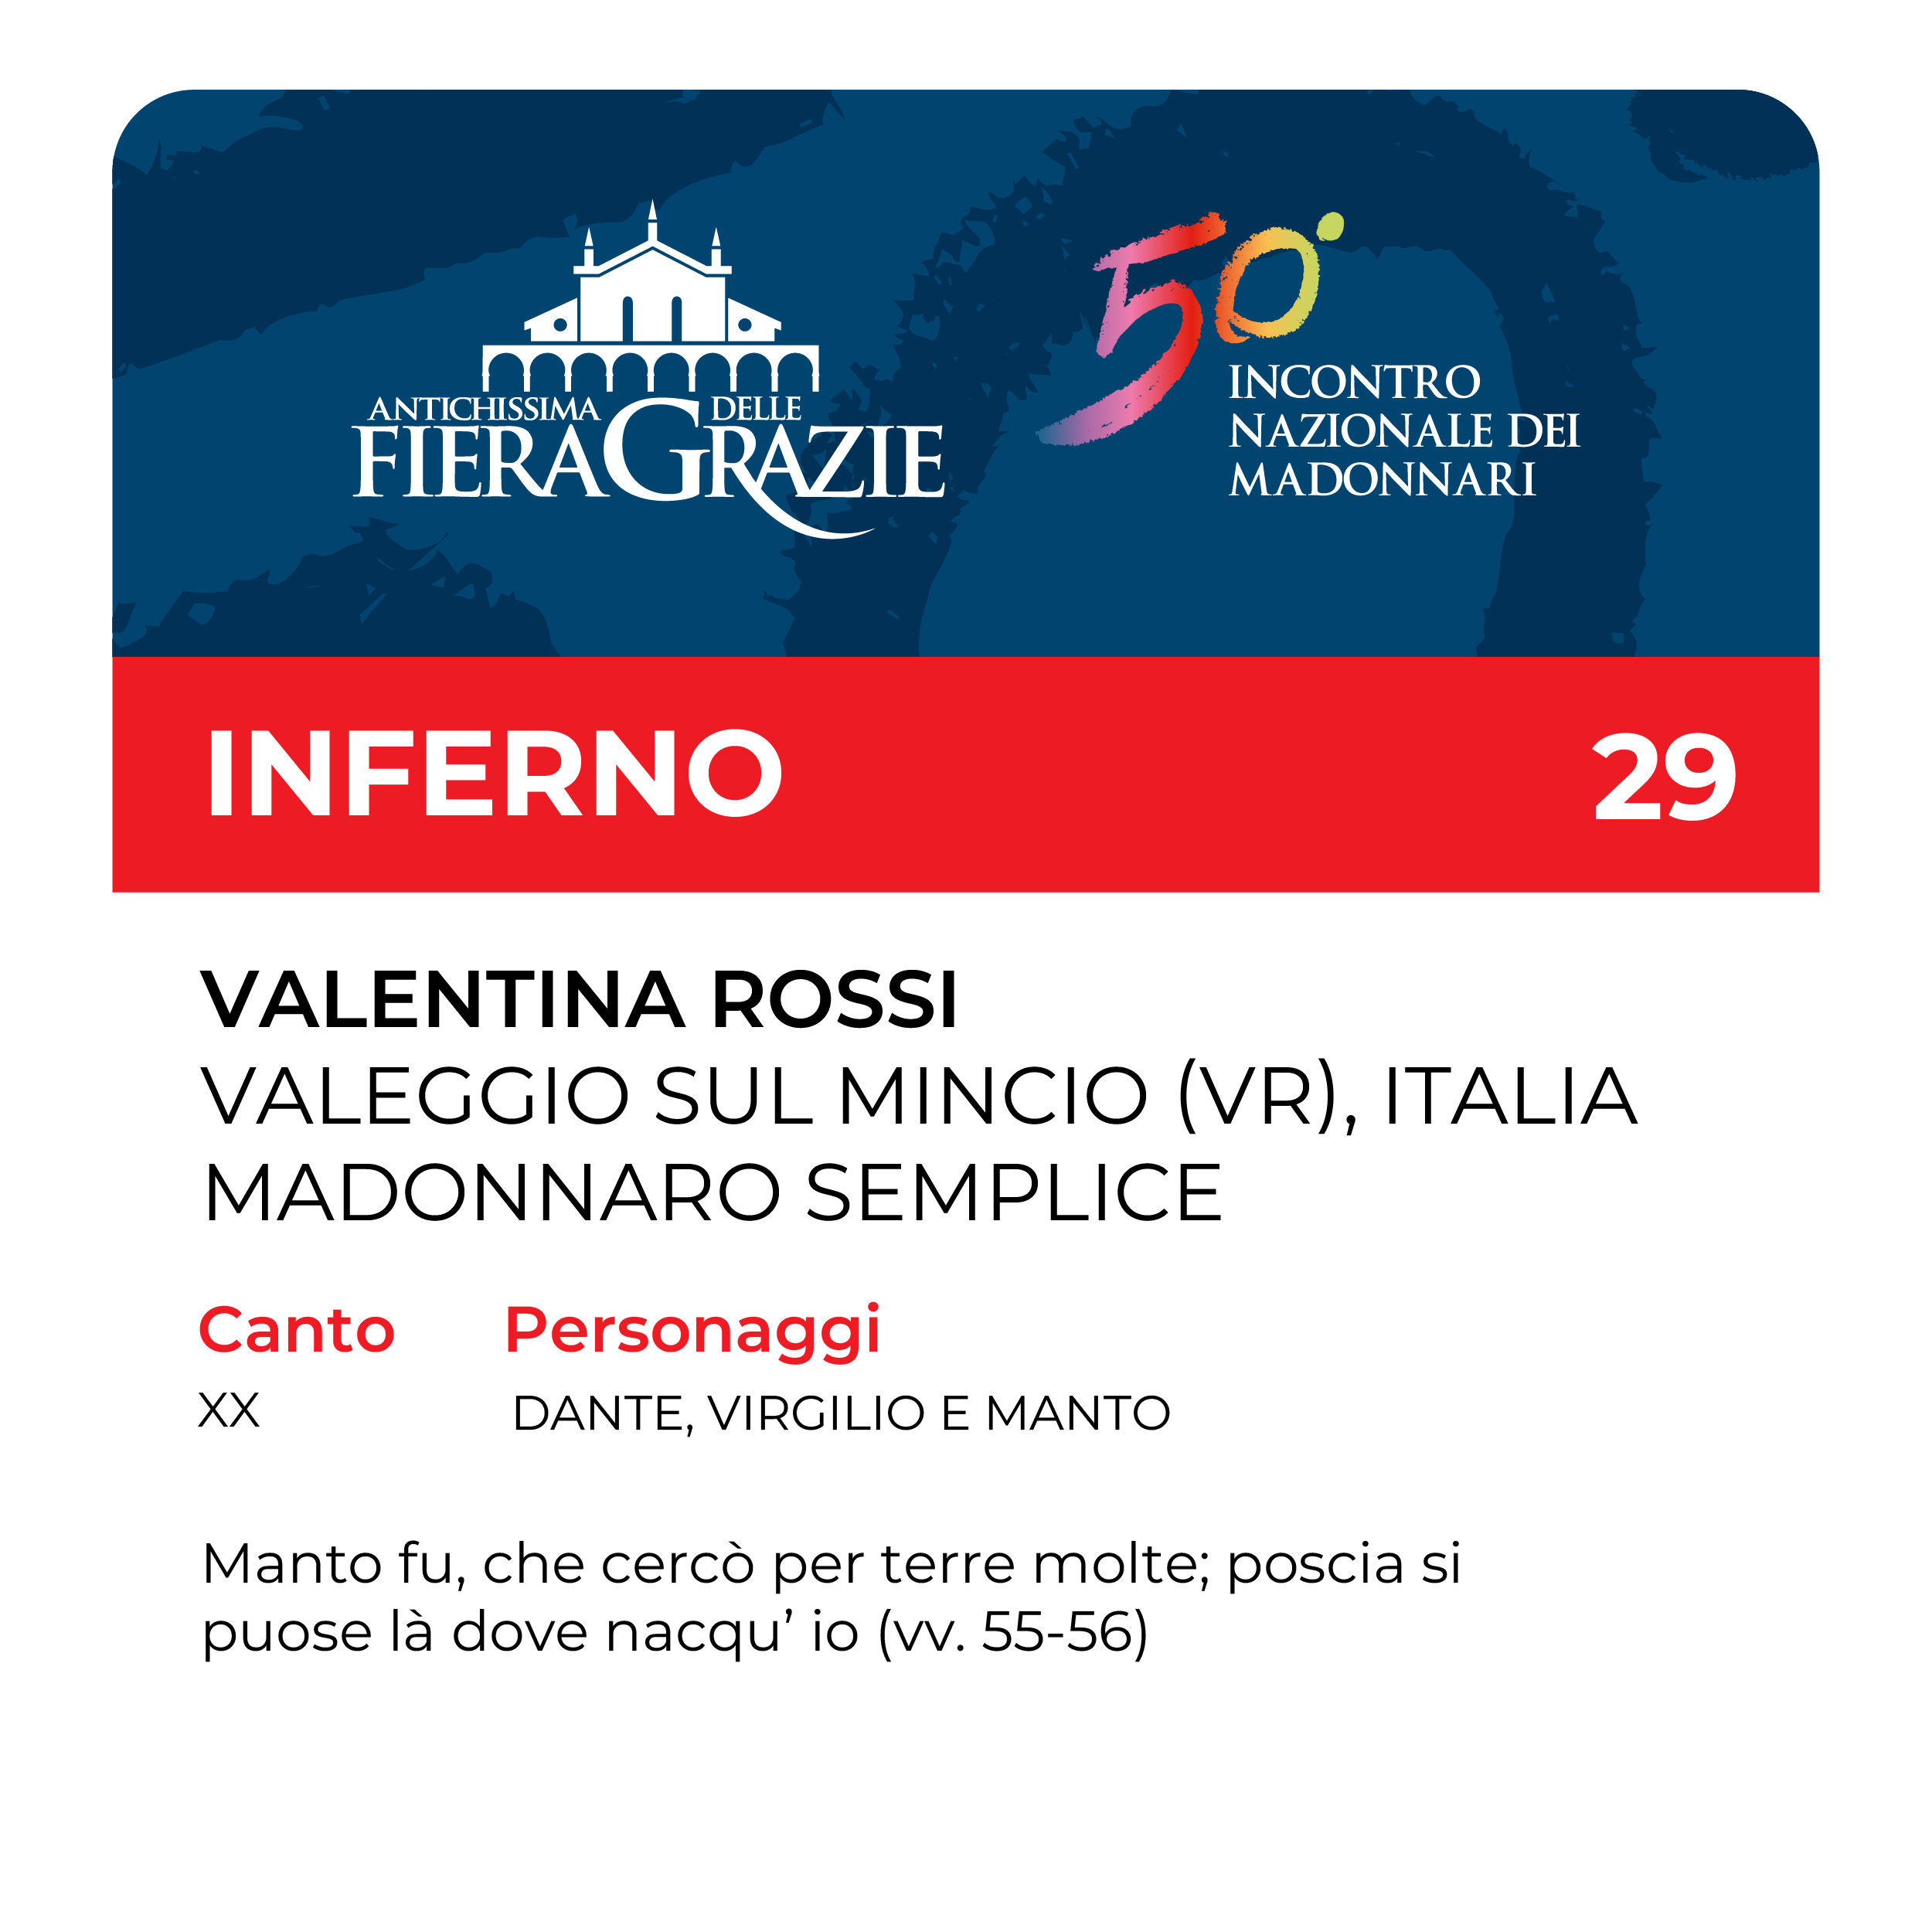 ANTICHISSIMA DELLE
FIERAGRAZIE
50°
INCONTRO
NAZIONALE DEI
MADONNARI
INFERNO 29
VALENTINA ROSSI
VALEGGIO SUL MINCIO (VR), ITALIA
MADONNARO SEMPLICE
Canto Personaggi
XX DANTE, VIRGILIO E MANTO
Manto fu, che cercò per terre molte; poscia si
puose là dove nacqu’ io (vv. 55-56)